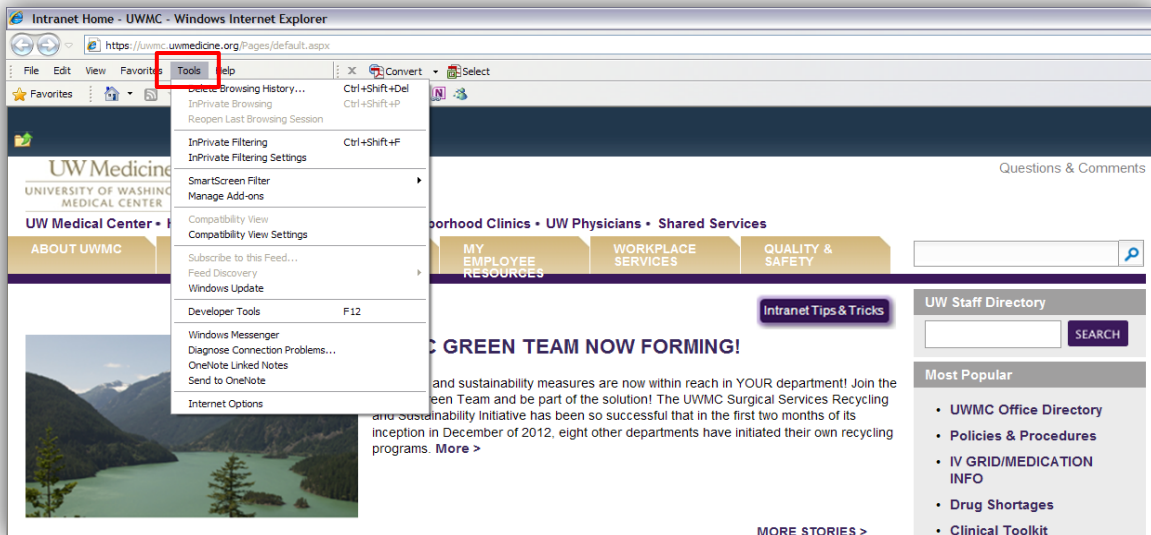 Intranet Home - UWMC - Windows Internet Explorer
https://uwmc.uwmedicine.org/Pages/default.aspx
File Edit View Favorites Tools Help X Convert Select
Favorites
Delete Browsing History... Ctrl+Shift+Del
InPrivate Browsing Ctrl+Shift+P
Reopen Last Browsing Session
InPrivate Filtering Ctrl+Shift+F
InPrivate Filtering Settings
SmartScreen Filter
Manage Add-ons
Compatibility View
Compatibility View Settings
Subscribe to this Feed...
Feed Discovery
Windows Update
Developer Tools F12
Windows Messenger
Diagnose Connection Problems...
OneNote Linked Notes
Send to OneNote
Internet Options
UW Medicine
UNIVERSITY OF WASHING
MEDICAL CENTER
Questions & Comments
UW Medical Center • H
borhood Clinics • UW Physicians • Shared Services
ABOUT UWMC
MY
EMPLOYEE
RESOURCES
WORKPLACE
SERVICES
QUALITY &
SAFETY
Intranet Tips & Tricks
C GREEN TEAM NOW FORMING!
and sustainability measures are now within reach in YOUR department! Join the
een Team and be part of the solution! The UWMC Surgical Services Recycling
and Sustainability Initiative has been so successful that in the first two months of its
inception in December of 2012, eight other departments have initiated their own recycling
programs. More >
MORE STORIES >
UW Staff Directory
SEARCH
Most Popular
• UWMC Office Directory
• Policies & Procedures
• IV GRID/MEDICATION
INFO
• Drug Shortages
• Clinical Toolkit